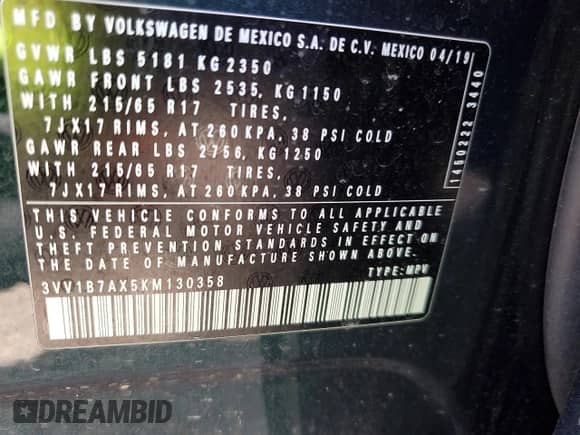 MFD. BY VOLKSWAGEN DE MEXICO S.A. DE C.V. MEXICO 04/19
GVWR LBS 5181 KG 2350
GAWR FRONT LBS 2535, KG 1150
WITH 215/65 R17 TIRES,
7JX17 RIMS, AT 260 KPA, 38 PSI COLD
GAWR REAR LBS 2756, KG 1250
WITH 215/65 R17 TIRES,
7JX17 RIMS, AT 260 KPA, 38 PSI COLD
THIS VEHICLE CONFORMS TO ALL APPLICABLE
U.S. FEDERAL MOTOR VEHICLE SAFETY AND
THEFT PREVENTION STANDARDS IN EFFECT ON
THE DATE OF MANUFACTURE SHOWN ABOVE.
3VV1B7AX5KM130358 TYPE:MPV
1450222 3440
DREAMBID